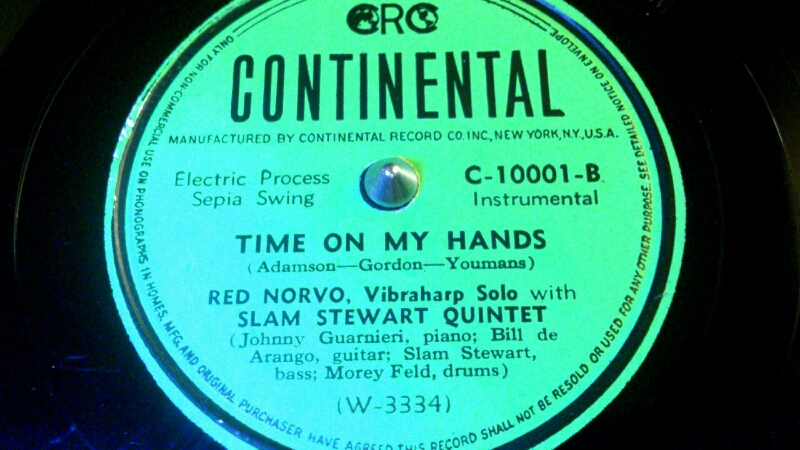 CRC
CONTINENTAL
MANUFACTURED BY CONTINENTAL RECORD CO. INC., NEW YORK, N.Y., U.S.A.
Electric Process
Sepia Swing
C-10001-B
Instrumental
TIME ON MY HANDS
(Adamson—Gordon—Youmans)
RED NORVO, Vibraharp Solo with
SLAM STEWART QUINTET
(Johnny Guarnieri, piano; Bill de
Arango, guitar; Slam Stewart,
bass; Morey Feld, drums)
(W-3334)
ONLY FOR NON-COMMERCIAL USE ON PHONOGRAPHS IN HOMES. MFG. AND ORIGINAL PURCHASER HAVE AGREED THIS RECORD SHALL NOT BE RESOLD OR USED FOR ANY OTHER PURPOSE. SEE DETAILED NOTICE ON ENVELOPE